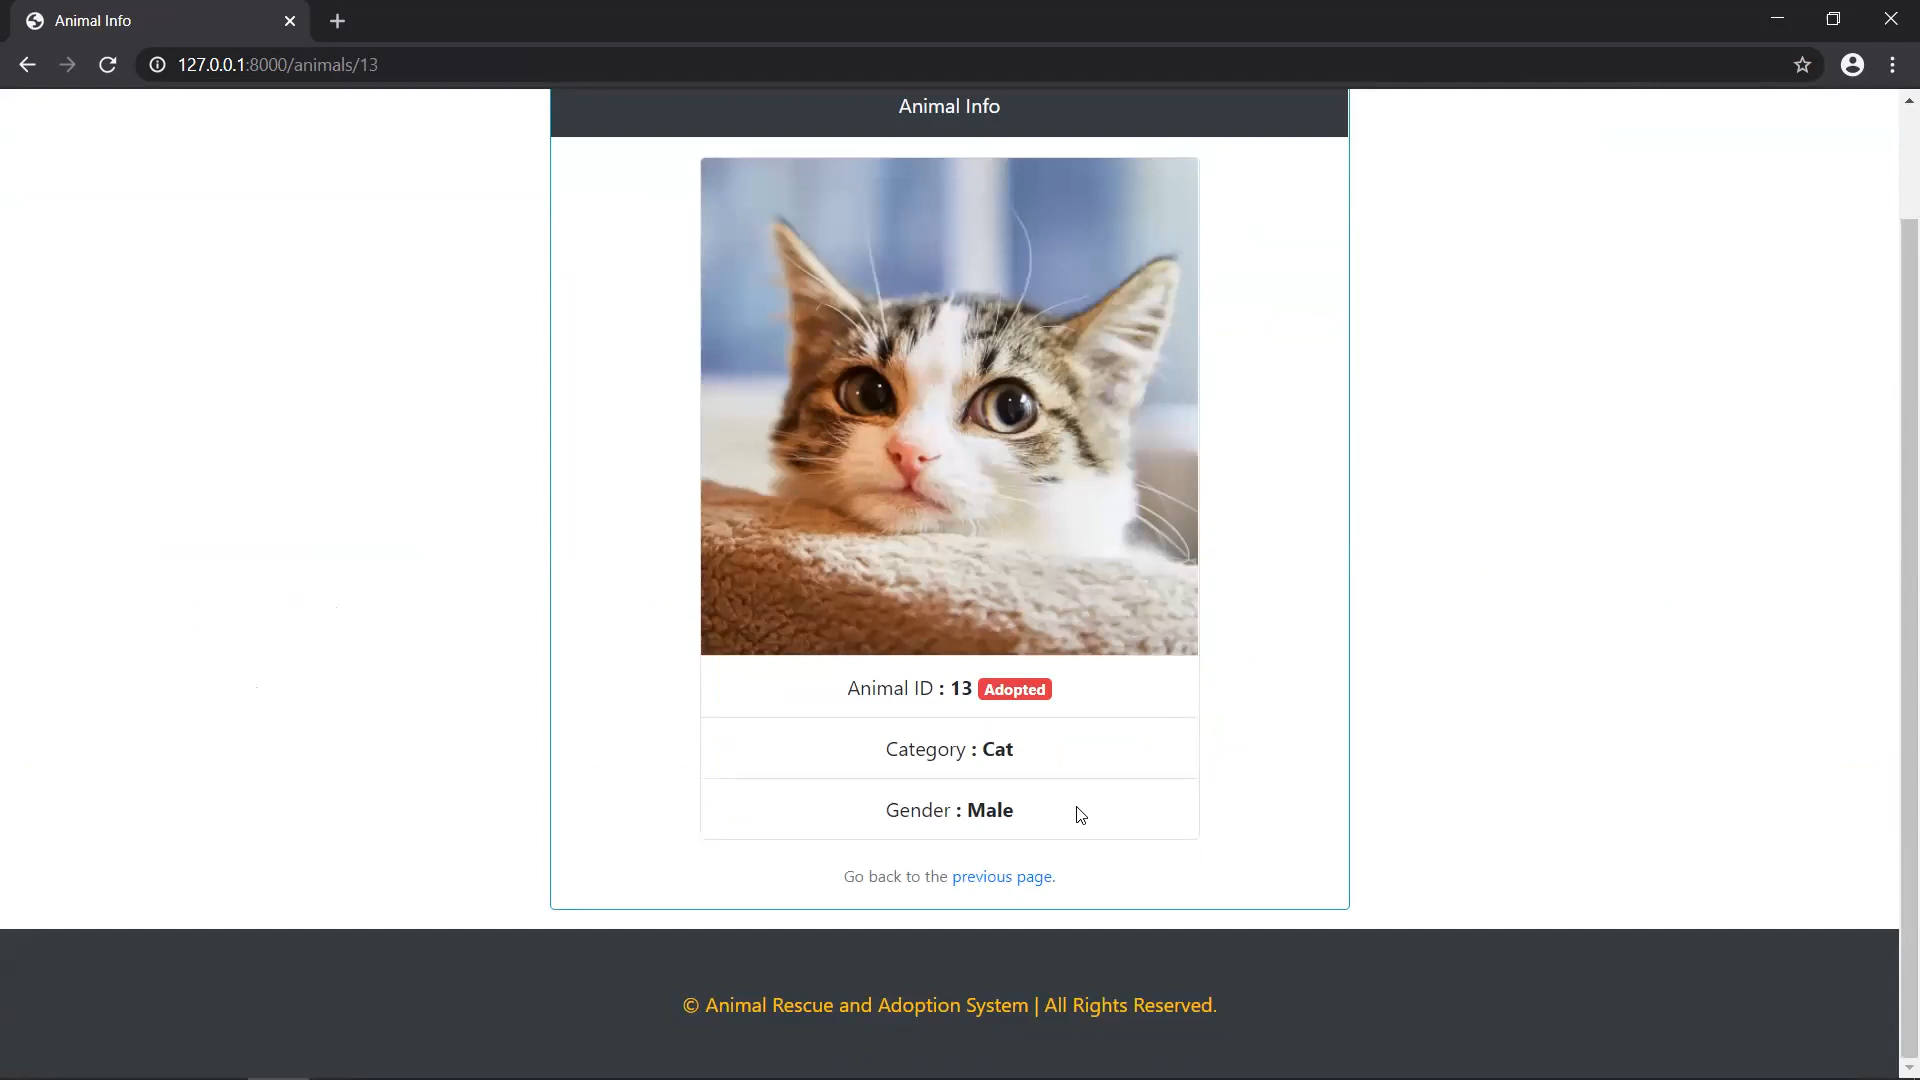 Animal Info
127.0.0.1:8000/animals/13
Animal Info
Animal ID : 13 Adopted
Category : Cat
Gender : Male
Go back to the previous page.
© Animal Rescue and Adoption System | All Rights Reserved.